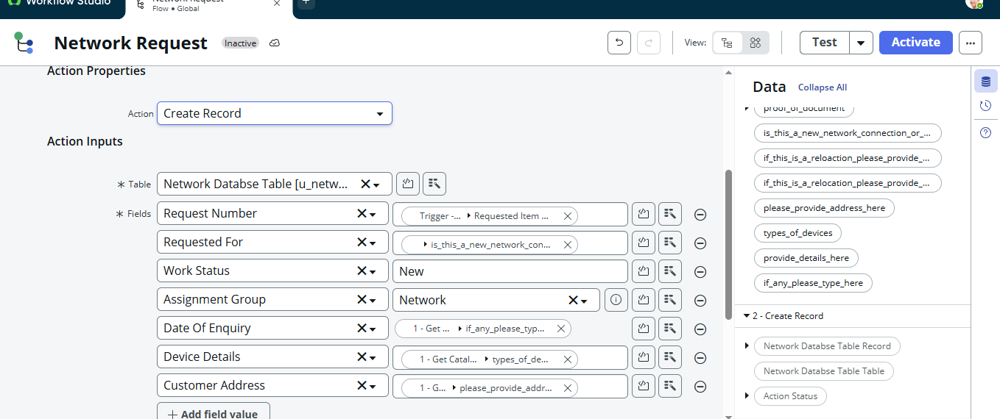 Workflow Studio
Network Request
Flow • Global
Network Request
Inactive
View:
Test
Activate
Action Properties
Action
Create Record
Action Inputs
Table
Network Databse Table [u_netw...
Fields
Request Number
Trigger -... Requested Item ...
Requested For
is_this_a_new_network_con...
Work Status
New
Assignment Group
Network
Date Of Enquiry
1 - Get ... if_any_please_typ...
Device Details
1 - Get Catal... types_of_de...
Customer Address
1 - G... please_provide_addr...
+ Add field value
Data
Collapse All
proof_of_document
is_this_a_new_network_connection_or_...
if_this_is_a_reloaction_please_provide_...
if_this_is_a_relocation_please_provide_...
please_provide_address_here
types_of_devices
provide_details_here
if_any_please_type_here
2 - Create Record
Network Databse Table Record
Network Databse Table Table
Action Status